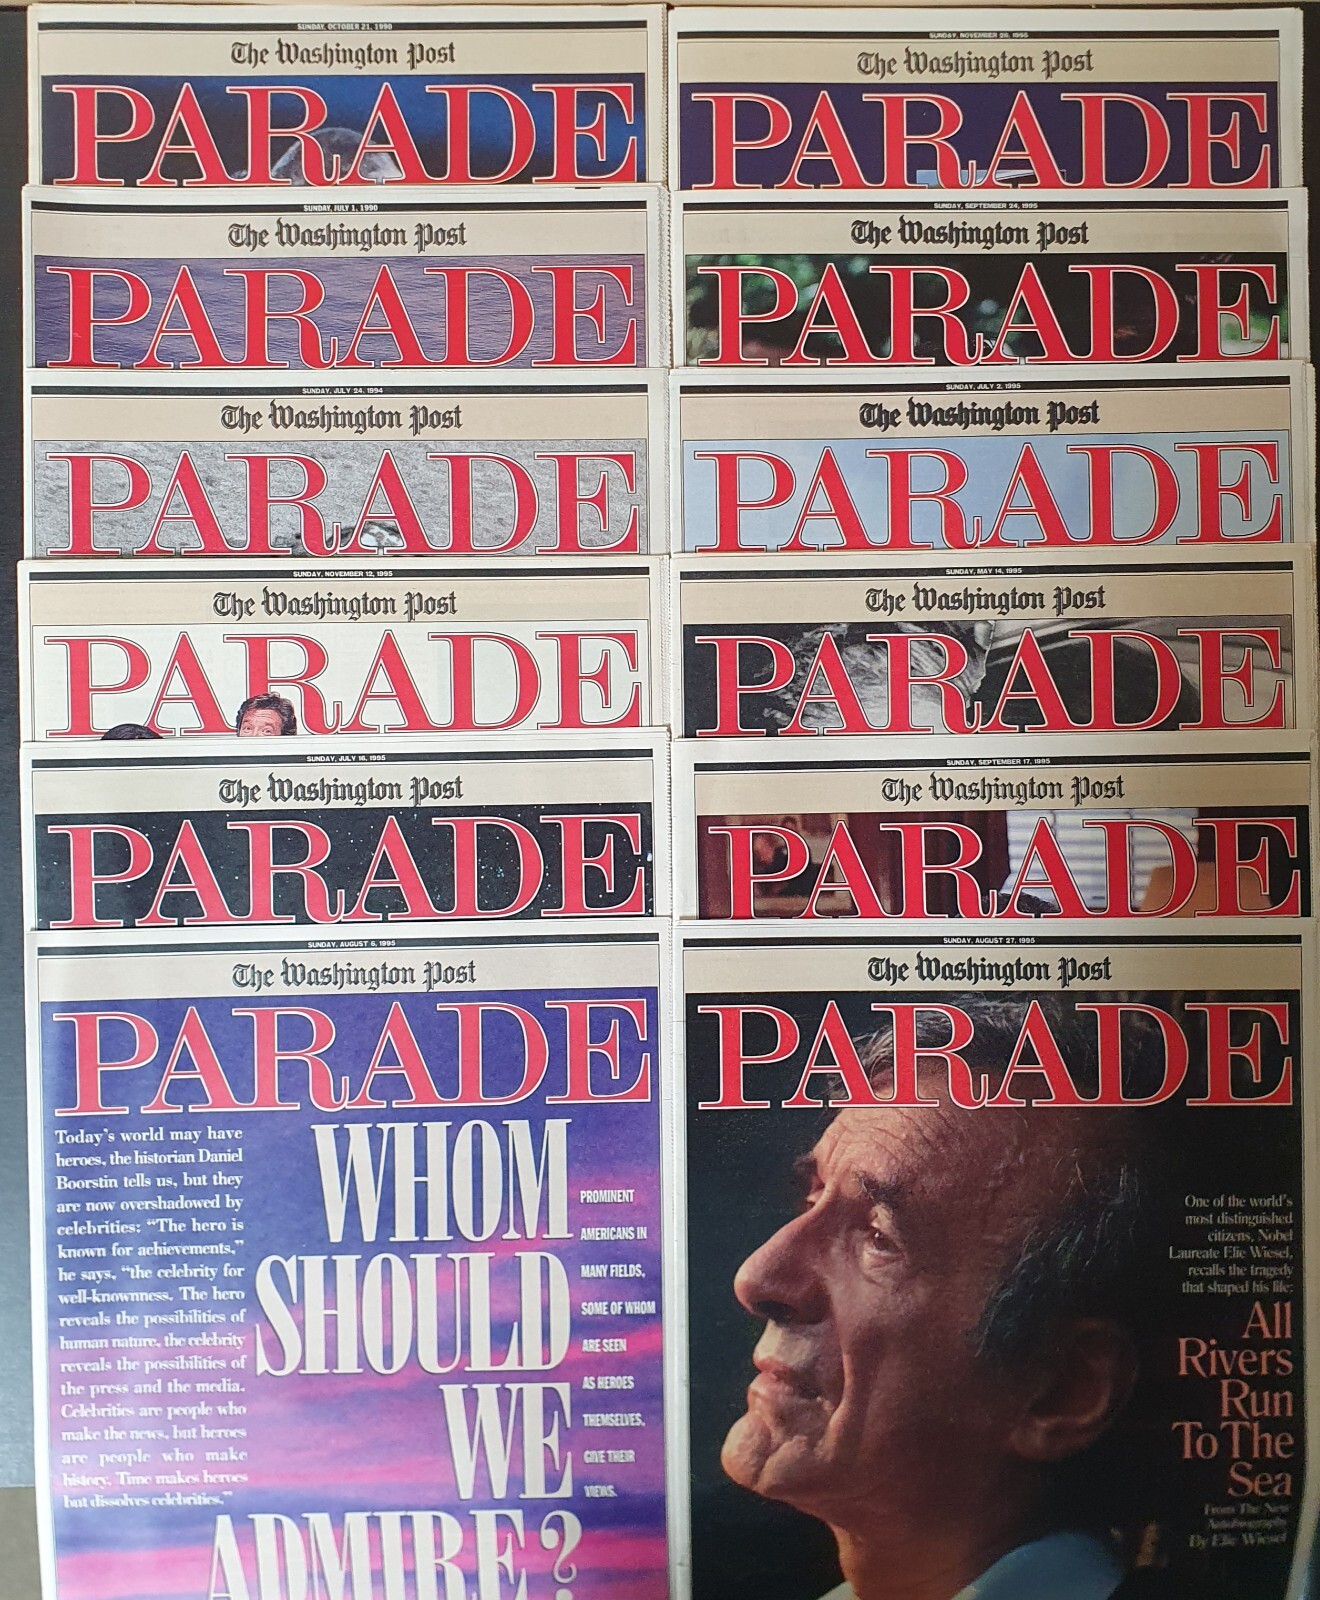 SUNDAY, OCTOBER 21, 1990
The Washington Post
PARADE
SUNDAY, JULY 1, 1990
The Washington Post
PARADE
SUNDAY, JULY 24, 1994
The Washington Post
PARADE
SUNDAY, NOVEMBER 12, 1995
The Washington Post
PARADE
SUNDAY, JULY 16, 1995
The Washington Post
PARADE
SUNDAY, AUGUST 6, 1995
The Washington Post
PARADE
Today's world may have
heroes, the historian Daniel
Boorstin tells us, but they
are now overshadowed by
celebrities: “The hero is
known for achievements,”
he says, “the celebrity for
well-knownness. The hero
reveals the possibilities of
human nature, the celebrity
reveals the possibilities of
the press and the media.
Celebrities are people who
make the news, but heroes
are people who make
history. Time makes heroes
but dissolves celebrities.”
WHOM
SHOULD
WE
ADMIRE?
PROMINENT
AMERICANS IN
MANY FIELDS,
SOME OF WHOM
ARE SEEN
AS HEROES
THEMSELVES,
GIVE THEIR
VIEWS.
SUNDAY, NOVEMBER 1995
The Washington Post
PARADE
SUNDAY, SEPTEMBER 24, 1995
The Washington Post
PARADE
SUNDAY, JULY 2, 1995
The Washington Post
PARADE
SUNDAY, MAY 14, 1995
The Washington Post
PARADE
SUNDAY, SEPTEMBER 17, 1995
The Washington Post
PARADE
SUNDAY, AUGUST 27, 1995
The Washington Post
PARADE
One of the world's
most distinguished
citizens, Nobel
Laureate Elie Wiesel,
recalls the tragedy
that shaped his life:
All
Rivers
Run
To The
Sea
From The New
Autobiography
By Elie Wiesel